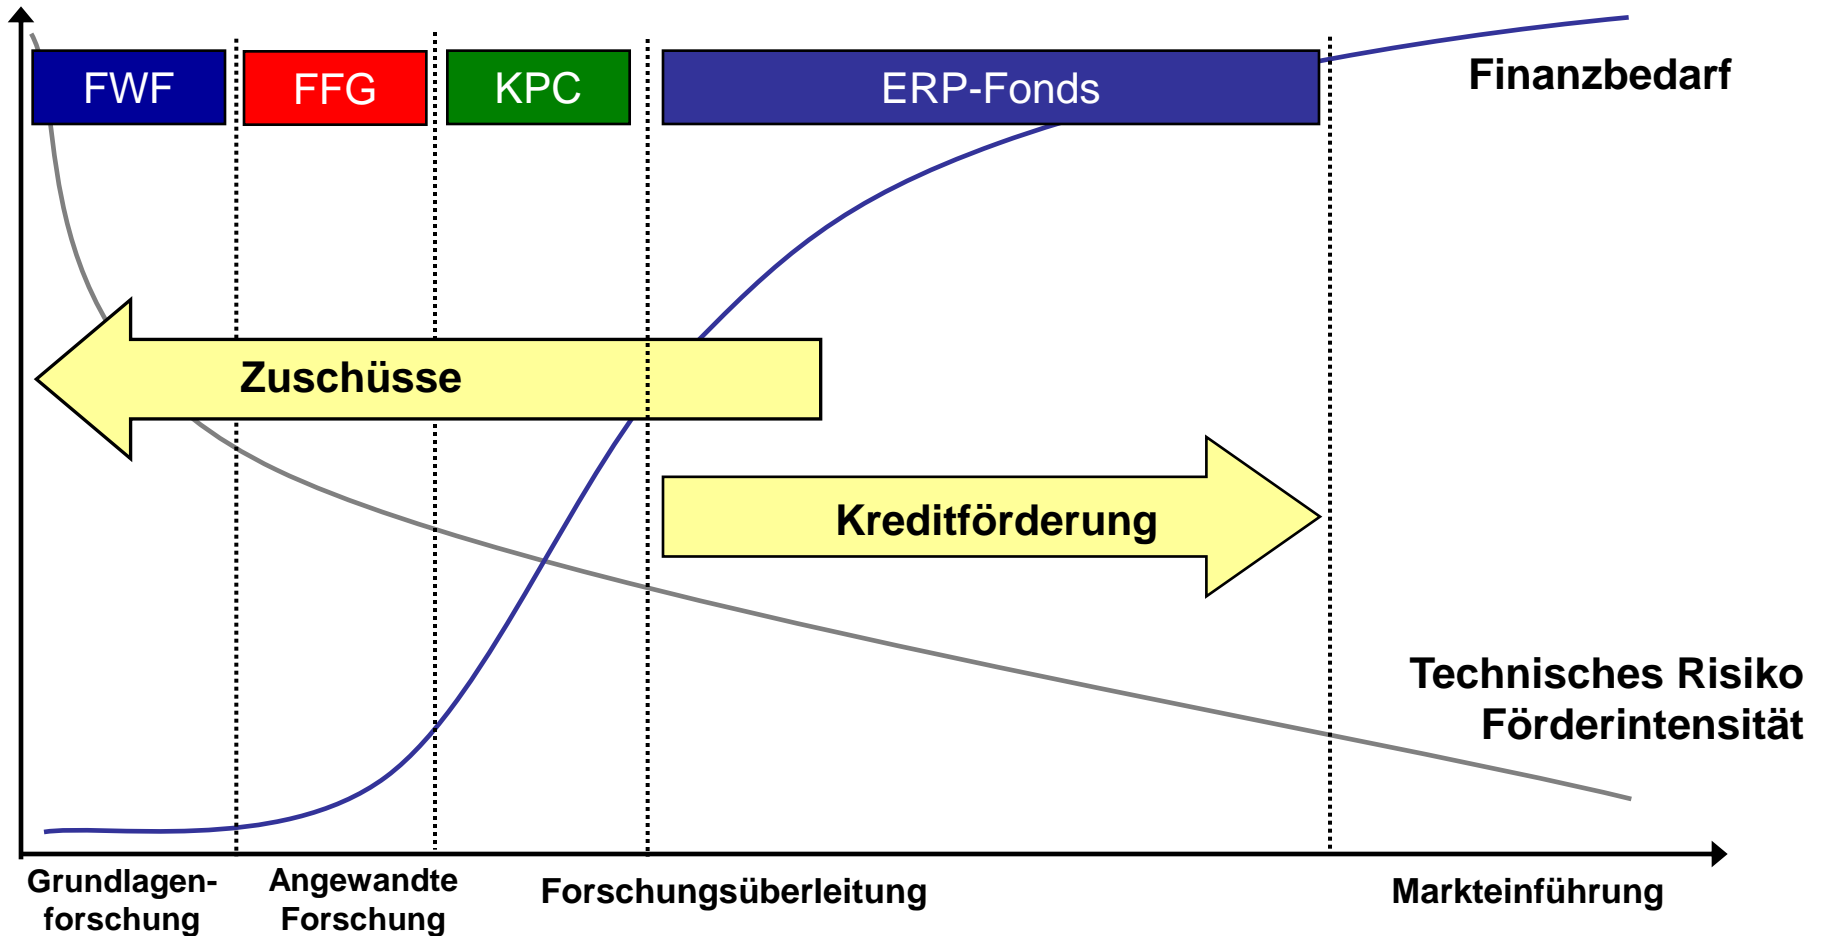 FWF
FFG
KPC
ERP-Fonds
Finanzbedarf
Zuschüsse
Kreditförderung
Technisches Risiko
Förderintensität
Grundlagen-
forschung
Angewandte
Forschung
Forschungsüberleitung
Markteinführung